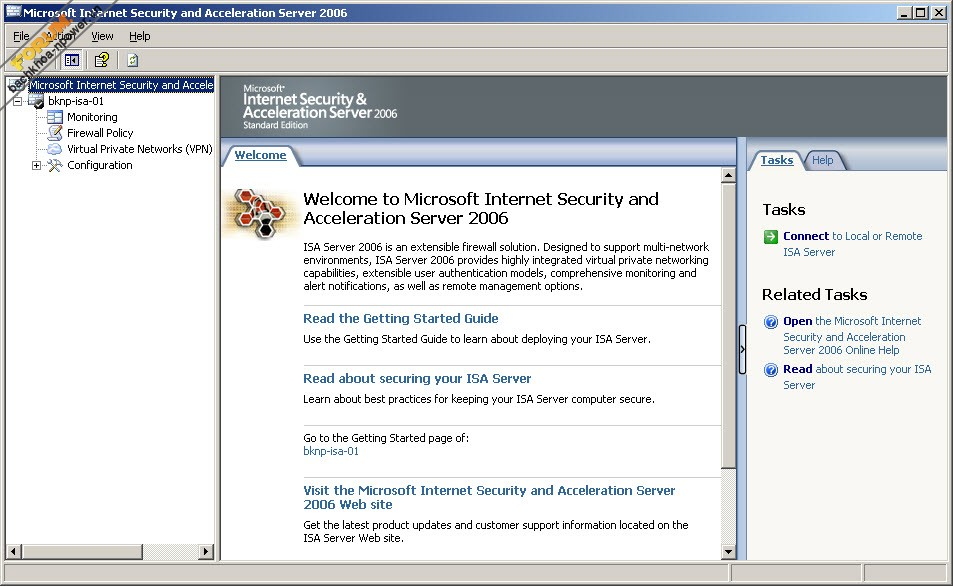 Microsoft Internet Security and Acceleration Server 2006
File Action View Help
FORUM
bachkhoa-npower.vn
Microsoft Internet Security and Accele
bknp-isa-01
Monitoring
Firewall Policy
Virtual Private Networks (VPN)
Configuration
Microsoft®
Internet Security &
Acceleration Server 2006
Standard Edition
Welcome
Welcome to Microsoft Internet Security and
Acceleration Server 2006
ISA Server 2006 is an extensible firewall solution. Designed to support multi-network
environments, ISA Server 2006 provides highly integrated virtual private networking
capabilities, extensible user authentication models, comprehensive monitoring and
alert notifications, as well as remote management options.
Read the Getting Started Guide
Use the Getting Started Guide to learn about deploying your ISA Server.
Read about securing your ISA Server
Learn about best practices for keeping your ISA Server computer secure.
Go to the Getting Started page of:
bknp-isa-01
Visit the Microsoft Internet Security and Acceleration Server
2006 Web site
Get the latest product updates and customer support information located on the
ISA Server Web site.
Tasks Help
Tasks
Connect to Local or Remote
ISA Server
Related Tasks
Open the Microsoft Internet
Security and Acceleration
Server 2006 Online Help
Read about securing your ISA
Server